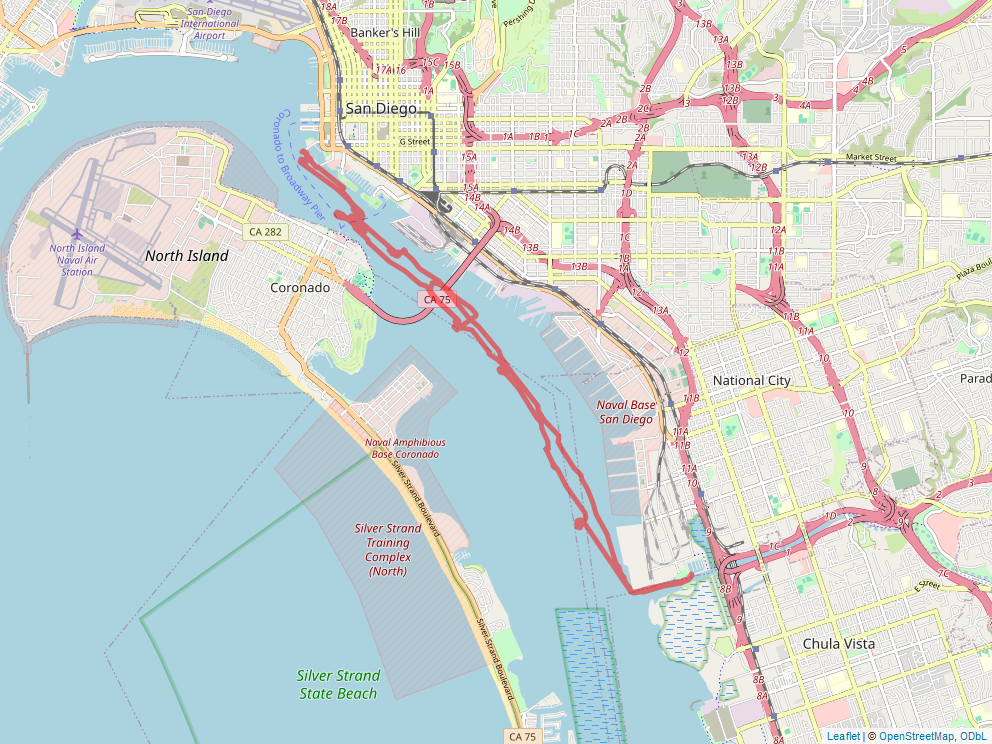 San Diego
International
Airport
18A
17B
Banker's Hill
Pershing D
17A
16
15C
15B
1A
13B
13A
5
2B
2C
13B
12B
4A
4B
San Diego
2A
2B
2A
1A
1B
1C
G Street
15A
Market Street
13A
2A
Coronado to Broadway Pier
15A
14B
14A
1D
12A
CA 282
14B
1C
North Island
Naval Air
Station
North Island
13B
13B
1B
1A
11B
11A
Plaza Boul
Coronado
CA 75
13A
11B
11A
12
10
National City
Parad
11B
Naval Base
San Diego
10
11A
11B
Naval Amphibious
Base Coronado
11A
10
9
8
3
2
Silver Strand Boulevard
Silver Strand
Training
Complex
(North)
1D
2
9
9
1C
1
7C
8B
E Street
9
Silver Strand Boulevard
Chula Vista
Silver Strand
State Beach
8B
8A
CA 75
Leaflet | © OpenStreetMap, ODbL